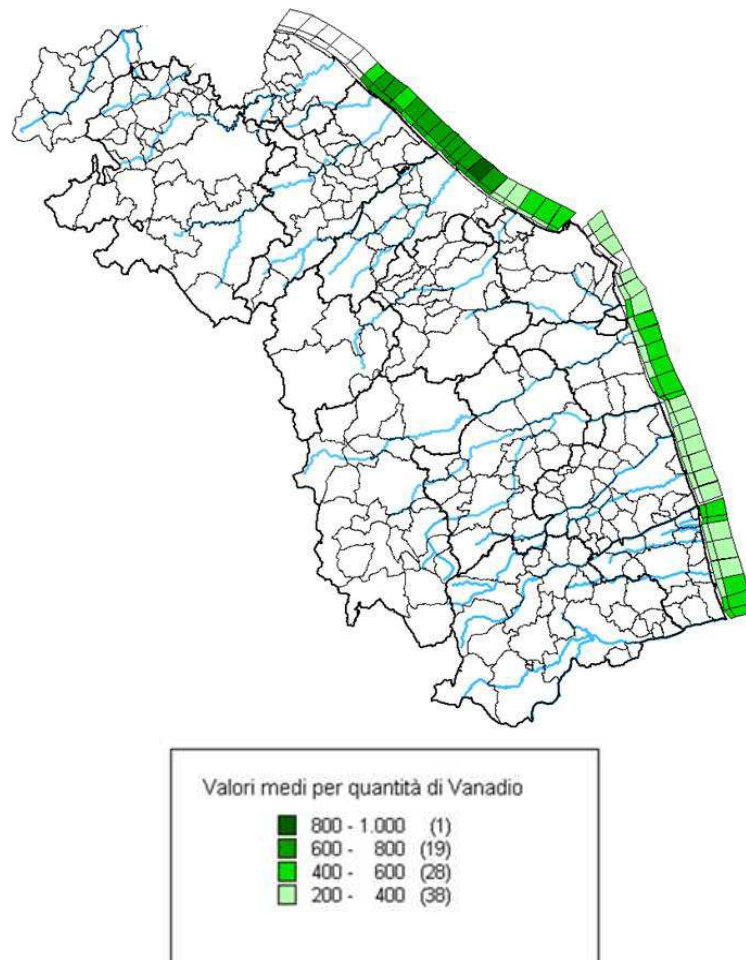 Valori medi per quantità di Vanadio
800 - 1.000 (1)
600 - 800 (19)
400 - 600 (28)
200 - 400 (38)